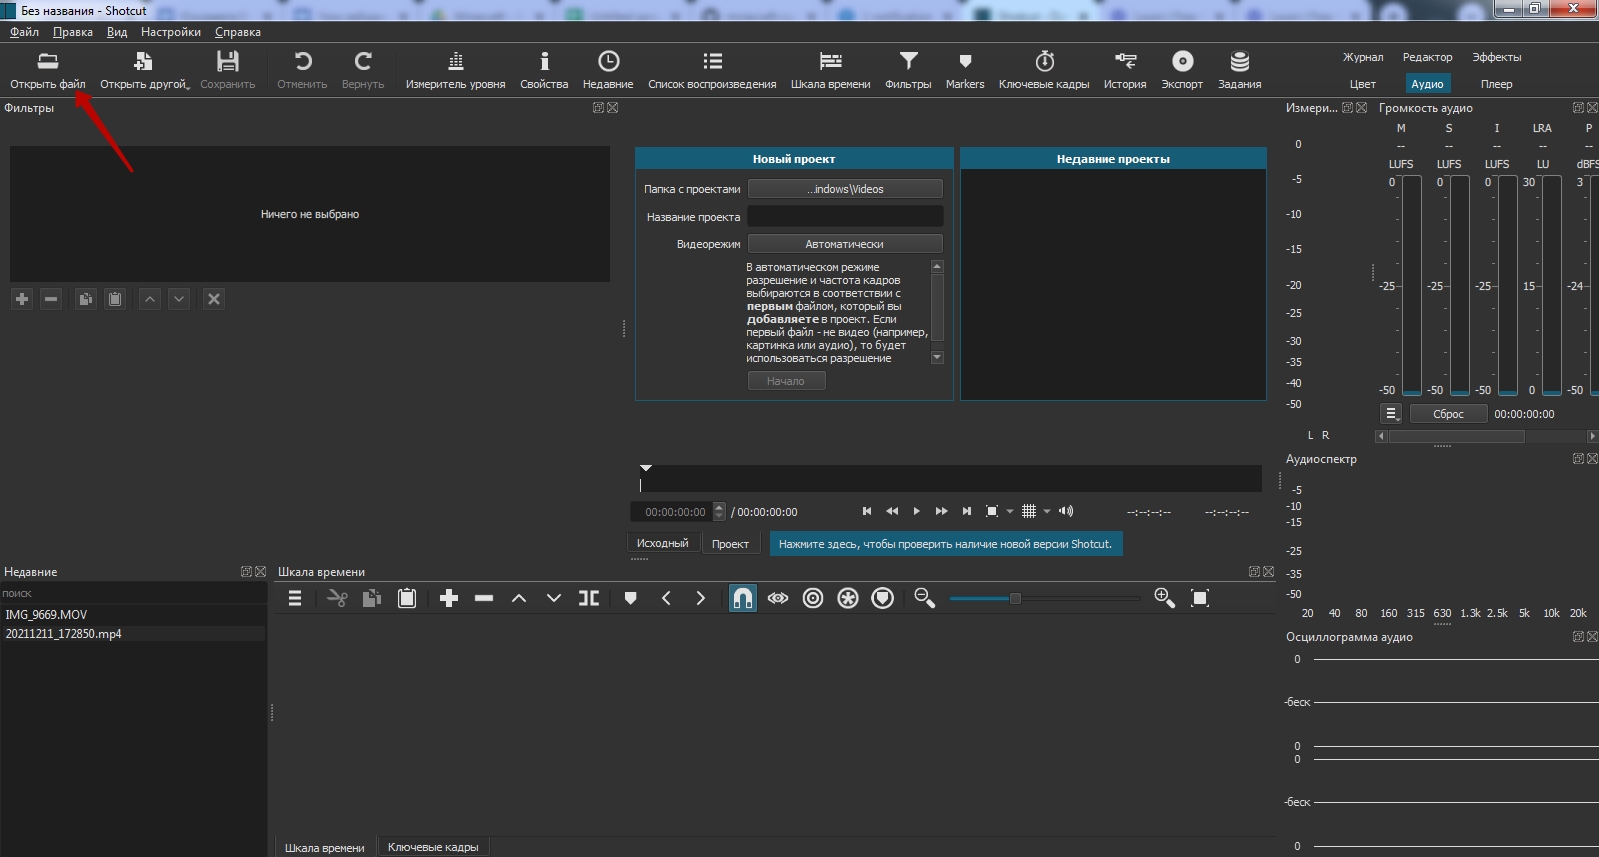 Без названия - Shotcut
Файл Правка Вид Настройки Справка
Открыть файл Открыть другой Сохранить Отменить Вернуть Измеритель уровня Свойства Недавние Список воспроизведения Шкала времени Фильтры Markers Ключевые кадры История Экспорт Задания
Журнал Редактор Эффекты
Цвет Аудио Плеер
Фильтры
Ничего не выбрано
Новый проект
Папка с проектами ...indows\Videos
Название проекта
Видеорежим Автоматически
В автоматическом режиме
разрешение и частота кадров
выбираются в соответствии с
первым файлом, который вы
добавляете в проект. Если
первый файл - не видео (например,
картинка или аудио), то будет
использоваться разрешение
Начало
Недавние проекты
00:00:00:00 / 00:00:00:00
--:--:--:-- --:--:--:--
Исходный Проект Нажмите здесь, чтобы проверить наличие новой версии Shotcut.
Измери...
0
-5
-10
-15
-20
-25
-30
-35
-40
-50
L R
Громкость аудио
M S I LRA P
-- -- -- -- --
LUFS LUFS LUFS LU dBFS
0 0 0 30 3
-25 -25 -25 15 -24
-50 -50 -50 0 -50
Сброс 00:00:00:00
Аудиоспектр
-5
-10
-15
-25
-35
-50
20 40 80 160 315 630 1.3k 2.5k 5k 10k 20k
Осциллограмма аудио
0
-беск
0
0
-беск
0
Недавние
поиск
IMG_9669.MOV
20211211_172850.mp4
Шкала времени
Шкала времени Ключевые кадры